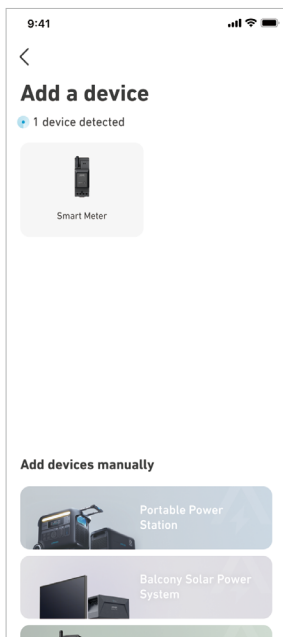 9:41
Add a device
1 device detected
Smart Meter
Add devices manually
Portable Power
Station
Balcony Solar Power
System